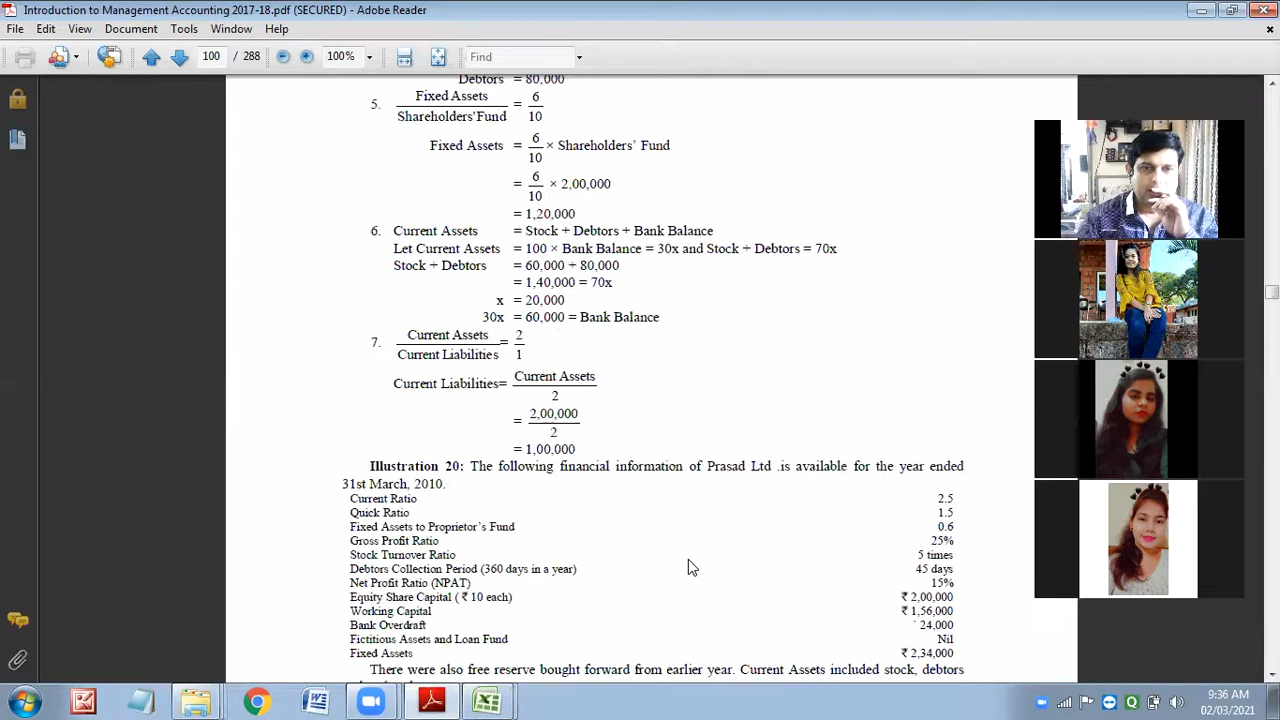 Introduction to Management Accounting 2017-18.pdf (SECURED) - Adobe Reader
File Edit View Document Tools Window Help
100 / 288 100% Find
Debtors = 80,000
5. Fixed Assets / Shareholders'Fund = 6/10
Fixed Assets = 6/10 × Shareholders' Fund
= 6/10 × 2,00,000
= 1,20,000
6. Current Assets = Stock + Debtors + Bank Balance
Let Current Assets = 100 × Bank Balance = 30x and Stock + Debtors = 70x
Stock + Debtors = 60,000 + 80,000
= 1,40,000 = 70x
x = 20,000
30x = 60,000 = Bank Balance
7. Current Assets / Current Liabilities = 2/1
Current Liabilities= Current Assets / 2
= 2,00,000 / 2
= 1,00,000
Illustration 20: The following financial information of Prasad Ltd .is available for the year ended
31st March, 2010.
Current Ratio 2.5
Quick Ratio 1.5
Fixed Assets to Proprietor's Fund 0.6
Gross Profit Ratio 25%
Stock Turnover Ratio 5 times
Debtors Collection Period (360 days in a year) 45 days
Net Profit Ratio (NPAT) 15%
Equity Share Capital ( ₹ 10 each) ₹ 2,00,000
Working Capital ₹ 1,56,000
Bank Overdraft ` 24,000
Fictitious Assets and Loan Fund Nil
Fixed Assets ₹ 2,34,000
There were also free reserve bought forward from earlier year. Current Assets included stock, debtors
9:36 AM
02/03/2021